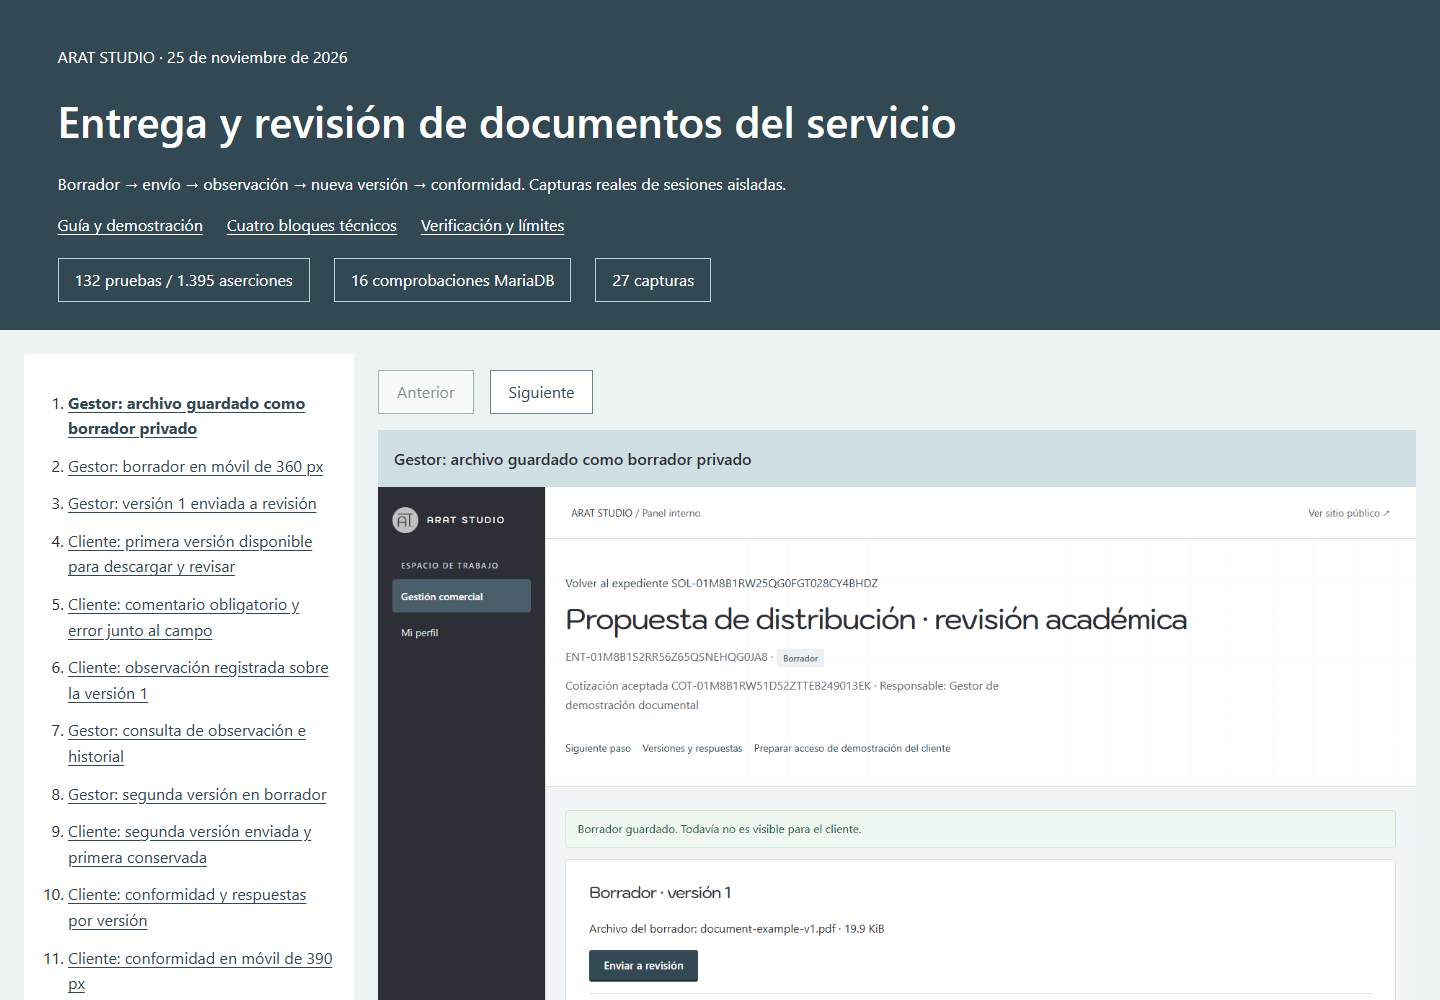 ARAT STUDIO · 25 de noviembre de 2026
Entrega y revisión de documentos del servicio
Borrador → envío → observación → nueva versión → conformidad. Capturas reales de sesiones aisladas.
Guía y demostración Cuatro bloques técnicos Verificación y límites
132 pruebas / 1.395 aserciones 16 comprobaciones MariaDB 27 capturas
1. Gestor: archivo guardado como
borrador privado
2. Gestor: borrador en móvil de 360 px
3. Gestor: versión 1 enviada a revisión
4. Cliente: primera versión disponible
para descargar y revisar
5. Cliente: comentario obligatorio y
error junto al campo
6. Cliente: observación registrada sobre
la versión 1
7. Gestor: consulta de observación e
historial
8. Gestor: segunda versión en borrador
9. Cliente: segunda versión enviada y
primera conservada
10. Cliente: conformidad y respuestas
por versión
11. Cliente: conformidad en móvil de 390
px
Anterior Siguiente
Gestor: archivo guardado como borrador privado
AT ARAT STUDIO
ESPACIO DE TRABAJO
Gestión comercial
Mi perfil
ARAT STUDIO / Panel interno Ver sitio público ↗
Volver al expediente SOL-01M8B1RW25QG0FGT028CY4BHDZ
Propuesta de distribución · revisión académica
ENT-01M8B1S2RR56Z65QSNEHQG0JA8 · Borrador
Cotización aceptada COT-01M8B1RW51D52ZTTEB249013EK · Responsable: Gestor de
demostración documental
Siguiente paso Versiones y respuestas Preparar acceso de demostración del cliente
Borrador guardado. Todavía no es visible para el cliente.
Borrador · versión 1
Archivo del borrador: document-example-v1.pdf · 19.9 KiB
Enviar a revisión